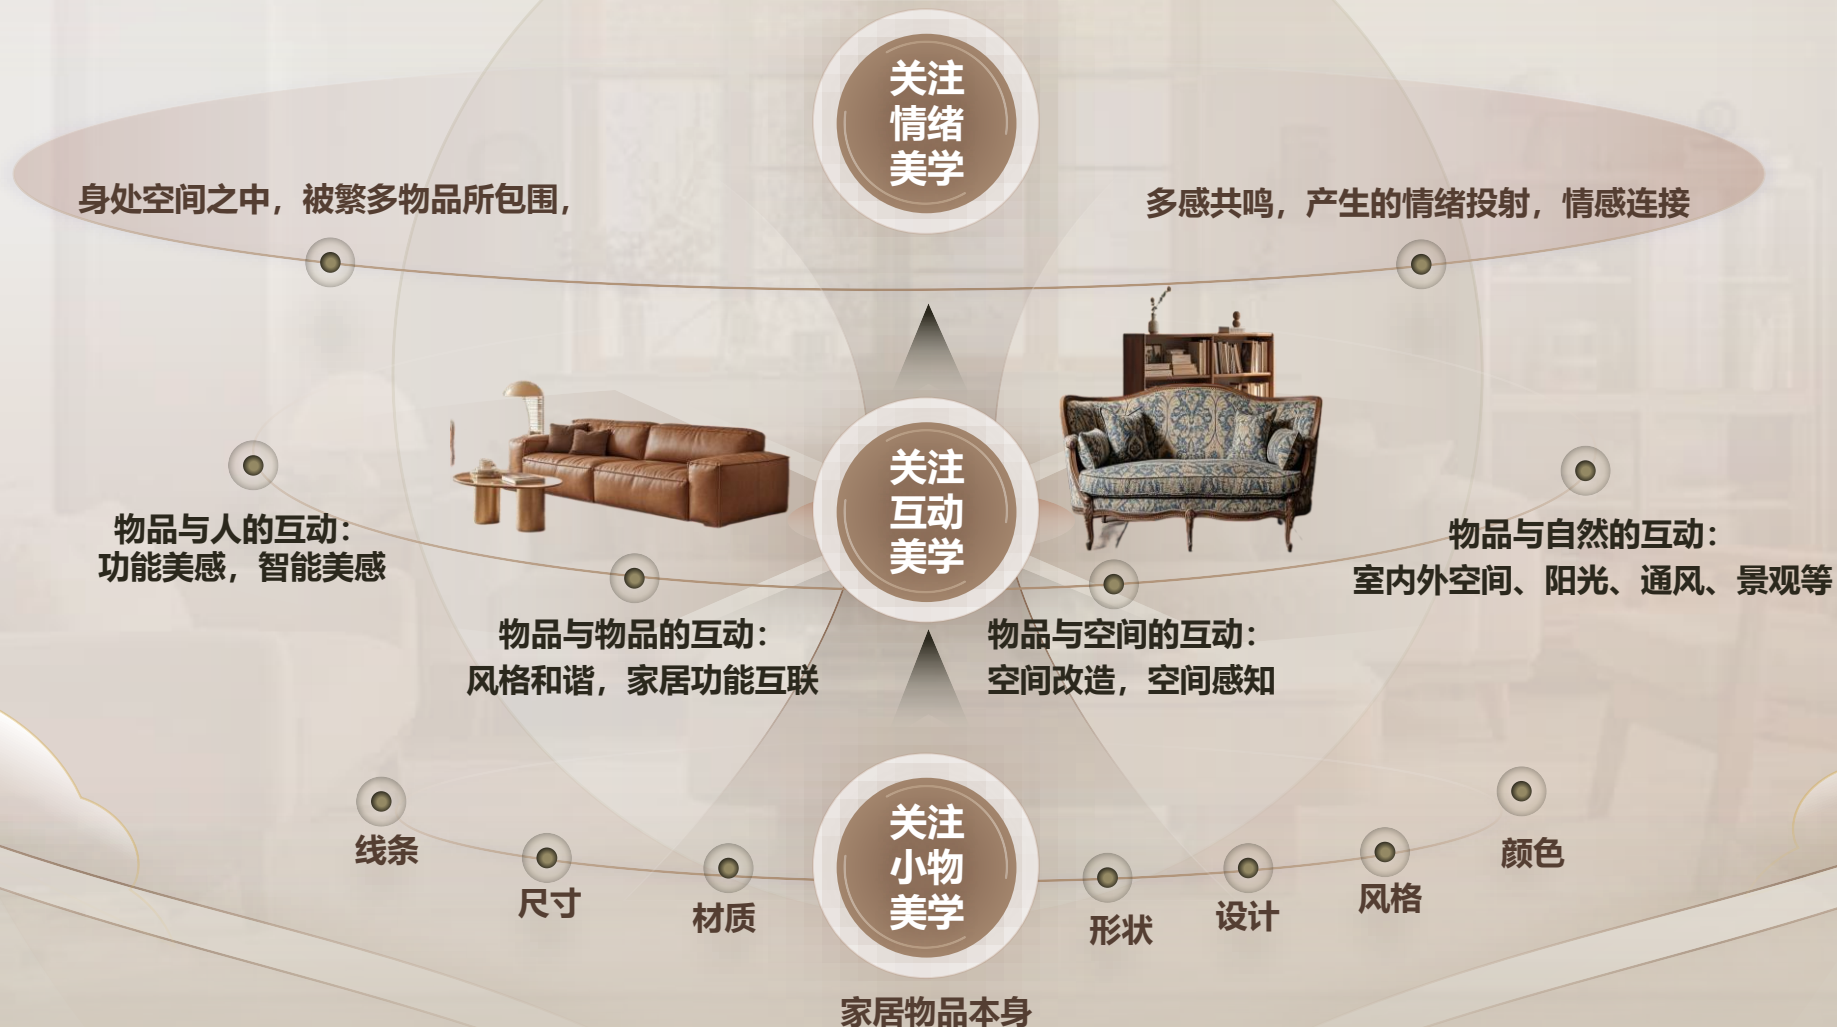 关注
情绪
美学
身处空间之中，被繁多物品所包围，
多感共鸣，产生的情绪投射，情感连接
关注
互动
美学
物品与人的互动：
功能美感，智能美感
物品与物品的互动：
风格和谐，家居功能互联
物品与空间的互动：
空间改造，空间感知
物品与自然的互动：
室内外空间、阳光、通风、景观等
关注
小物
美学
线条
尺寸
材质
形状
设计
风格
颜色
家居物品本身